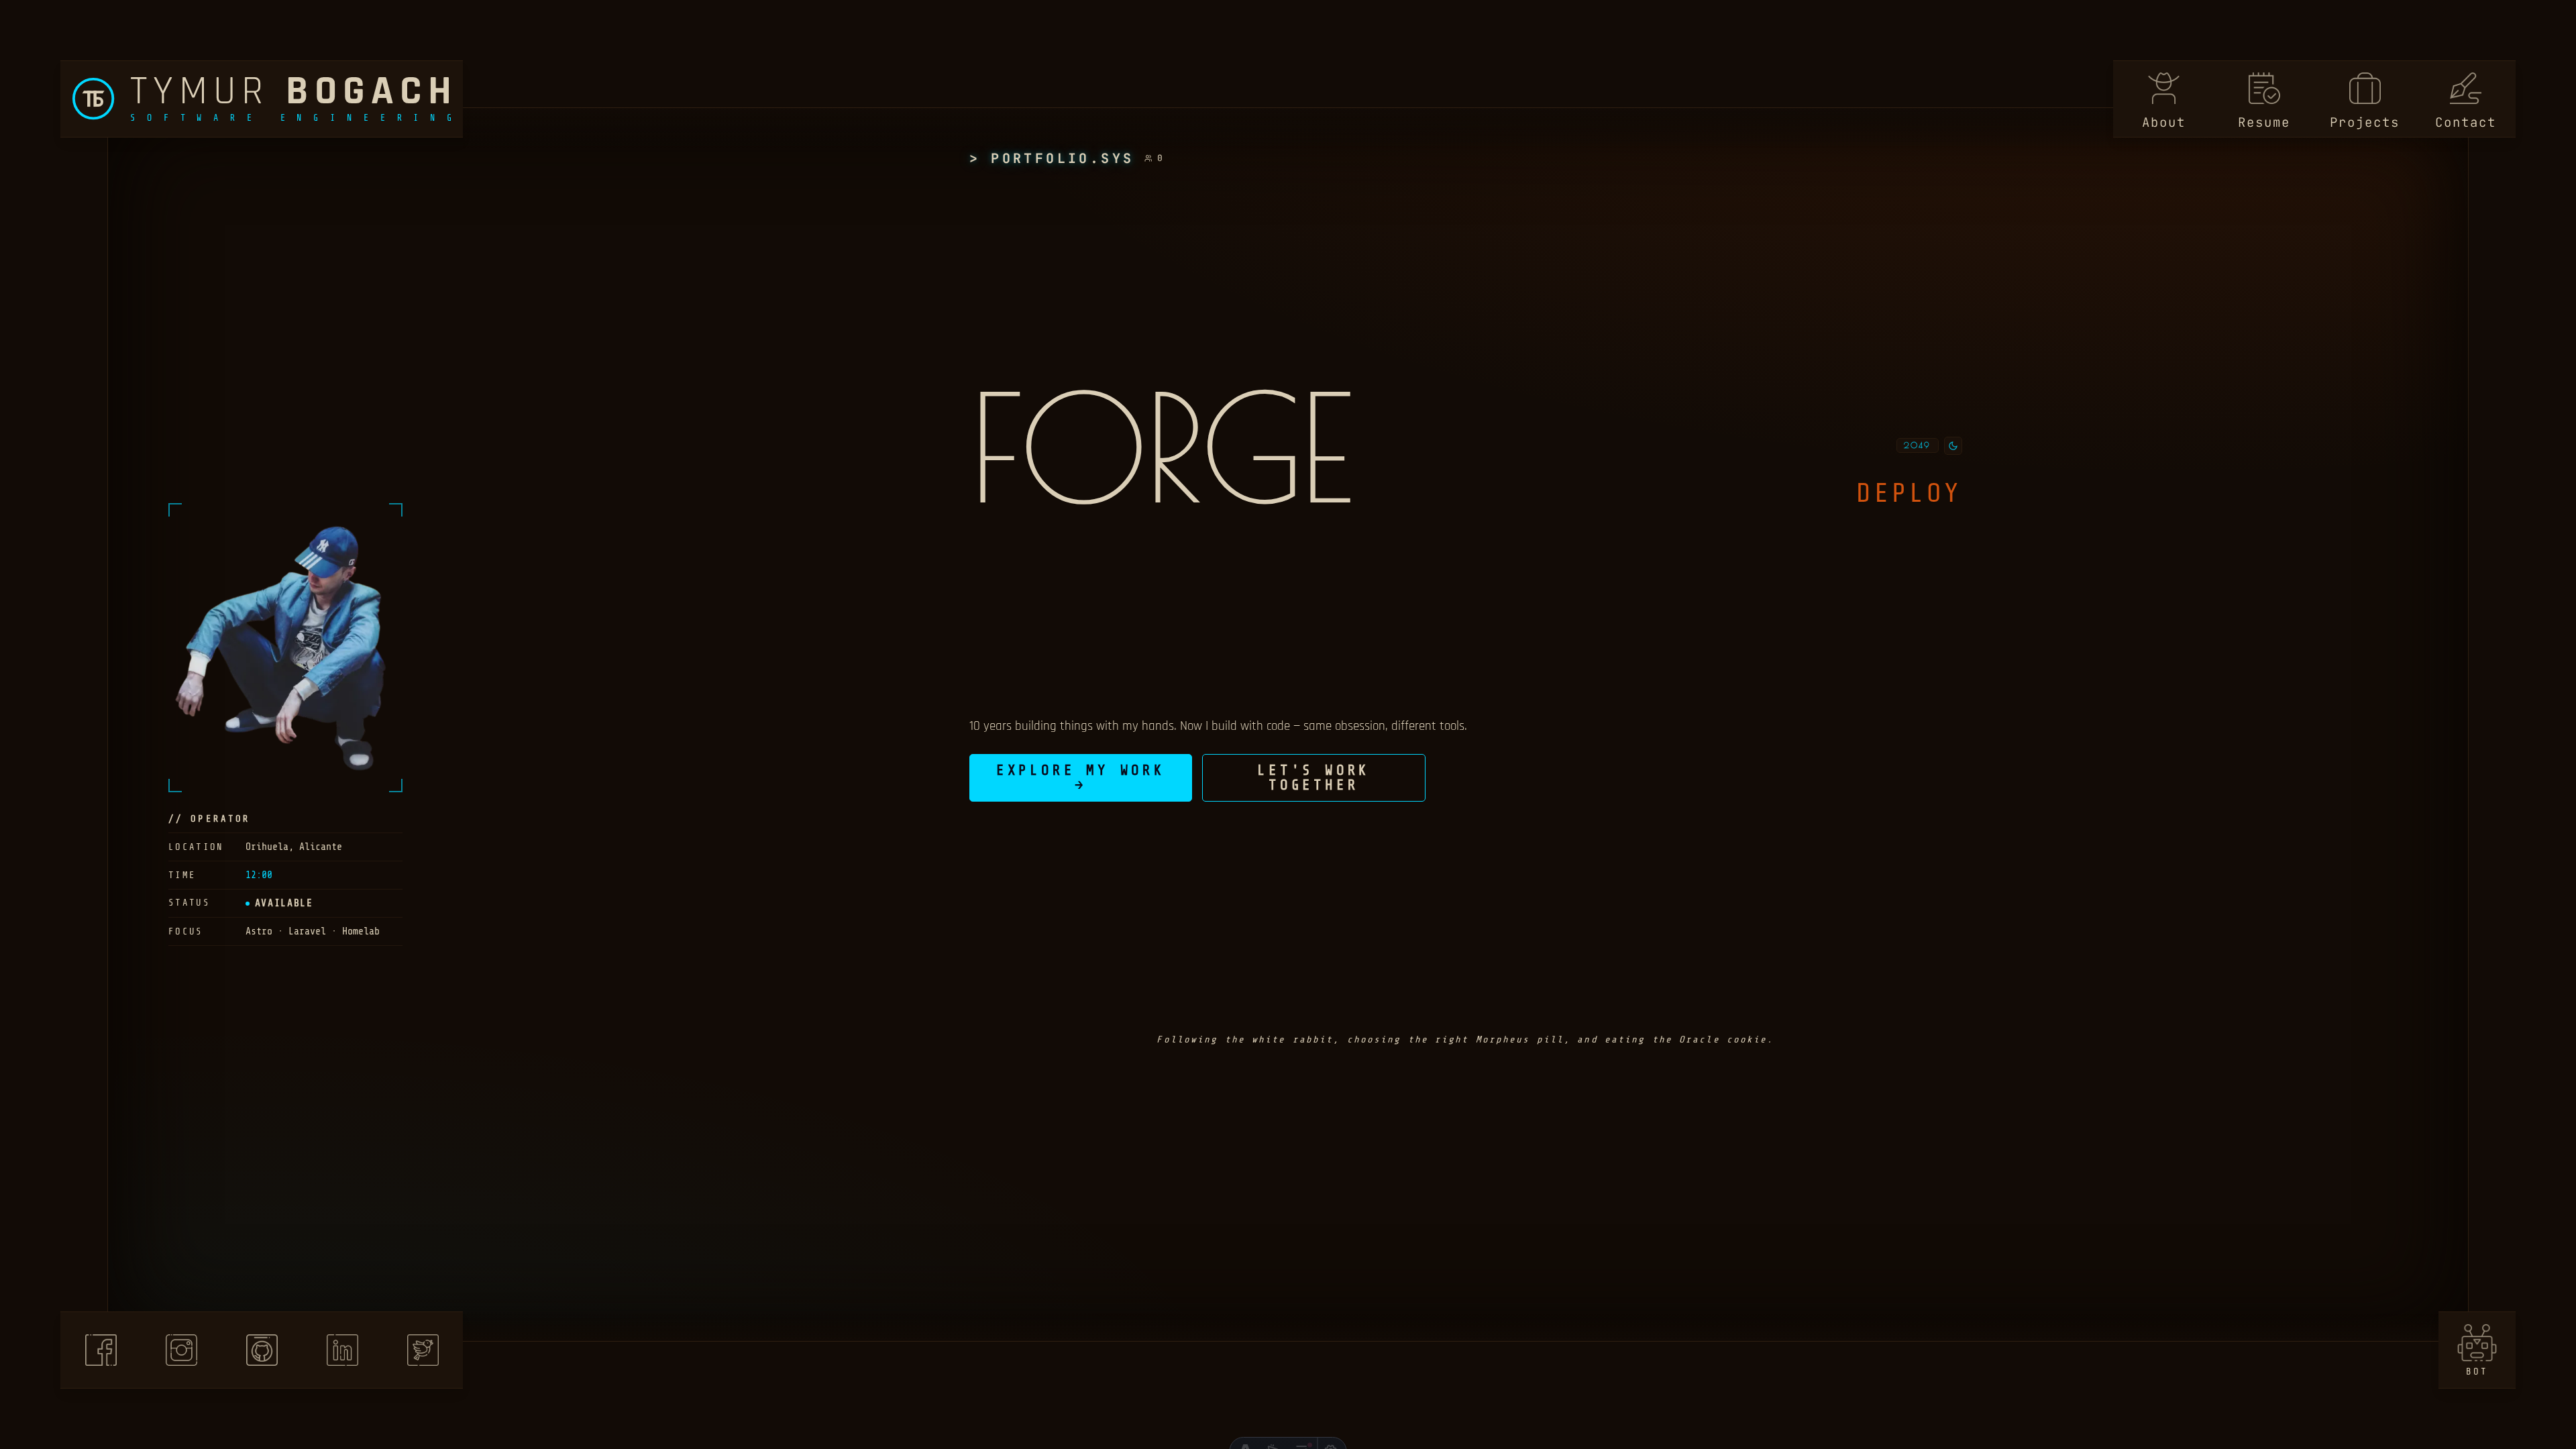 ТБ
TYMUR BOGACH
SOFTWARE ENGINEERING
About
Resume
Projects
Contact
> PORTFOLIO.SYS 0
FORGE
2049
DEPLOY
10 years building things with my hands. Now I build with code – same obsession, different tools.
EXPLORE MY WORK
→
LET'S WORK
TOGETHER
// OPERATOR
LOCATION Orihuela, Alicante
TIME 12:00
STATUS AVAILABLE
FOCUS Astro · Laravel · Homelab
Following the white rabbit, choosing the right Morpheus pill, and eating the Oracle cookie.
BOT